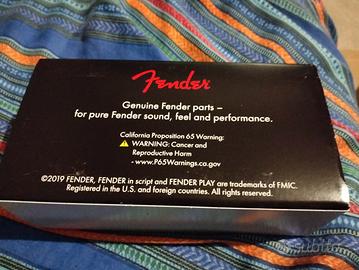 Fender
Genuine Fender parts –
for pure Fender sound, feel and performance.
California Proposition 65 Warning:
WARNING: Cancer and
Reproductive Harm
- www.P65Warnings.ca.gov
©2019 FENDER, FENDER in script and FENDER PLAY are trademarks of FMIC.
Registered in the U.S. and foreign countries. All rights reserved.
subito